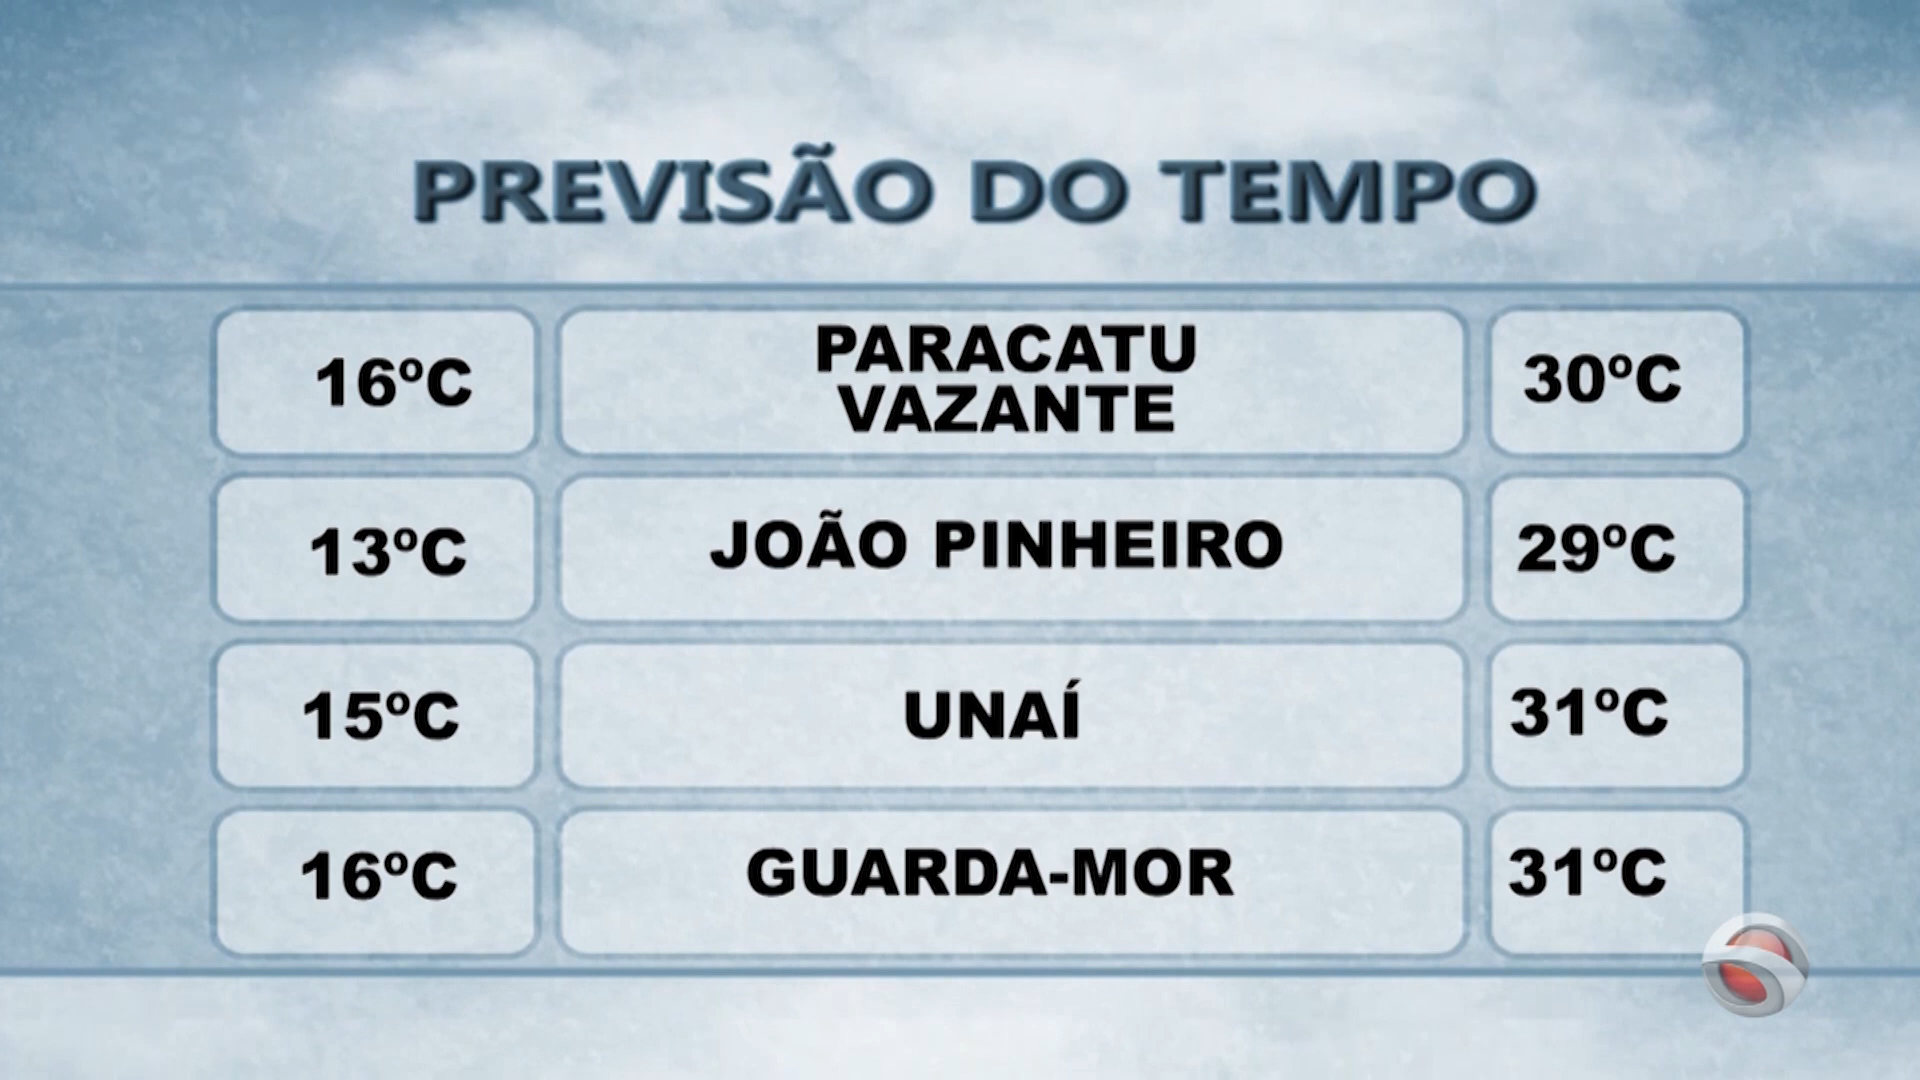 PREVISÃO DO TEMPO
16ºC
PARACATU
VAZANTE
30ºC
13ºC
JOÃO PINHEIRO
29ºC
15ºC
UNAÍ
31ºC
16ºC
GUARDA-MOR
31ºC